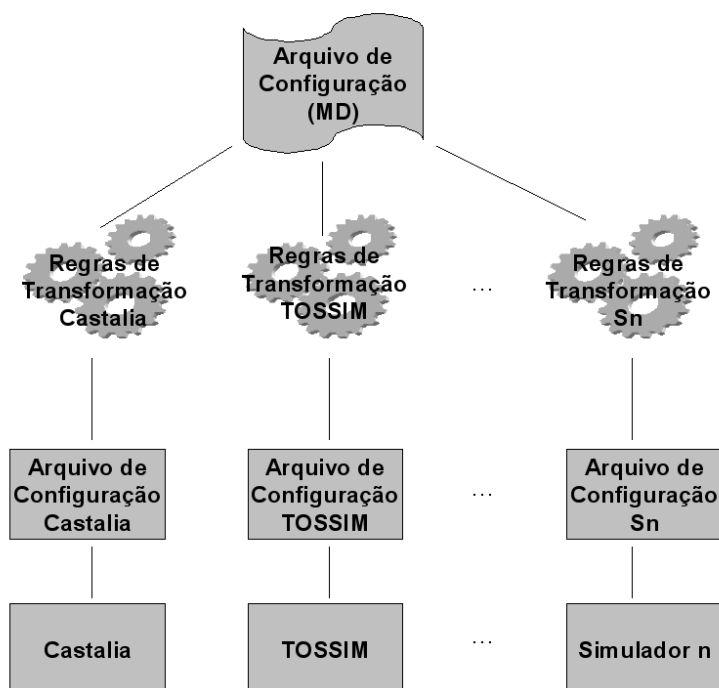 Arquivo de
Configuração
(MD)
Regras de
Transformação
Castalia
Regras de
Transformação
TOSSIM
...
Regras de
Transformação
Sn
Arquivo de
Configuração
Castalia
Arquivo de
Configuração
TOSSIM
...
Arquivo de
Configuração
Sn
Castalia
TOSSIM
...
Simulador n